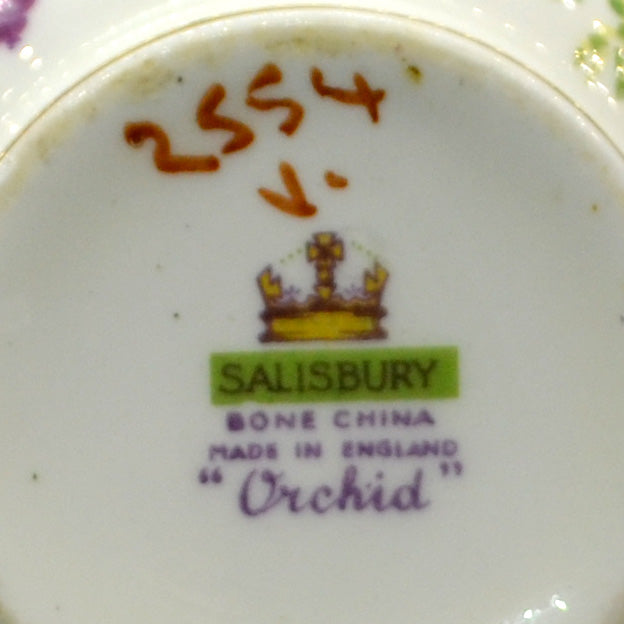 2554
V.
SALISBURY
BONE CHINA
MADE IN ENGLAND
"Orchid"